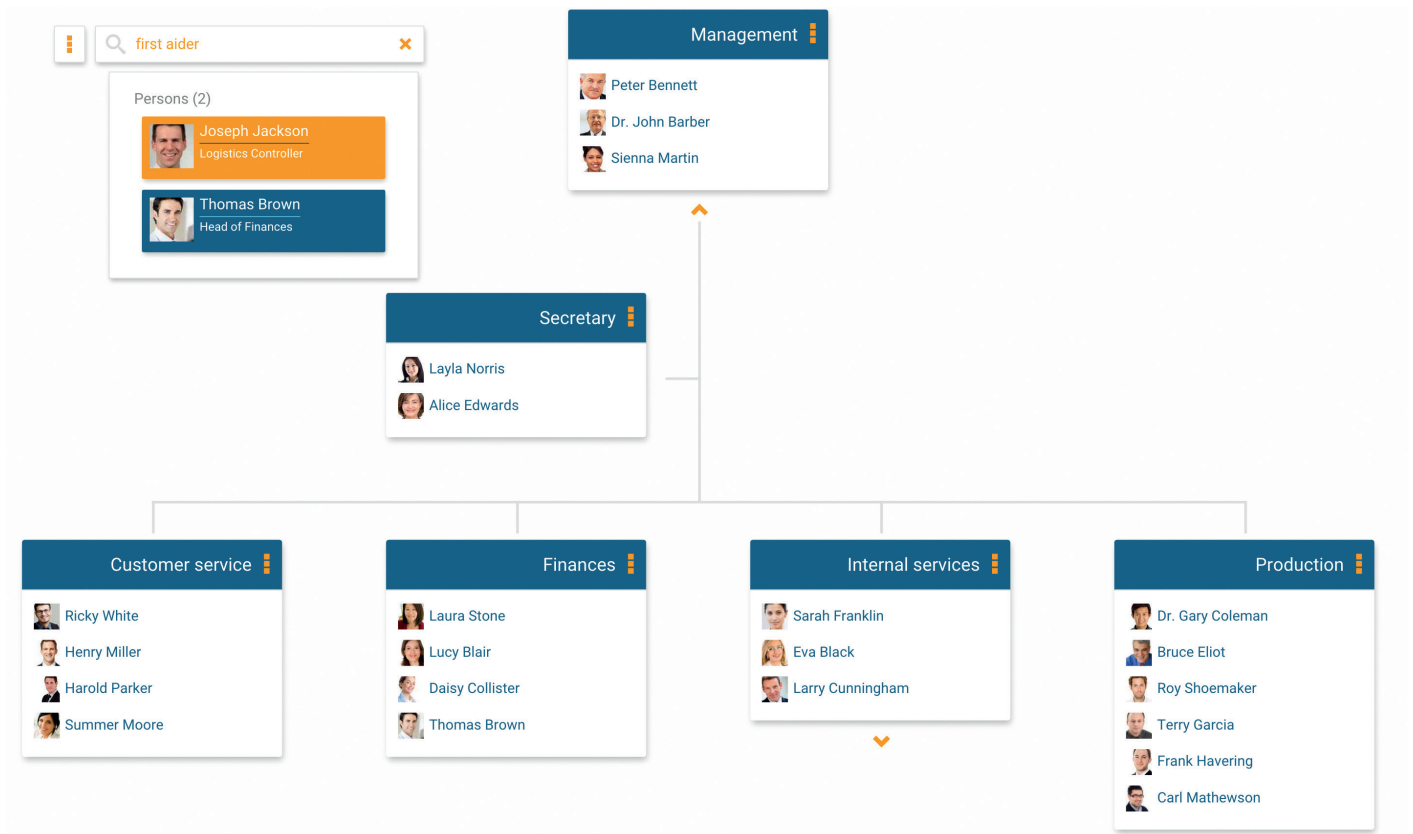 first aider
Persons (2)
Joseph Jackson
Logistics Controller
Thomas Brown
Head of Finances
Management
Peter Bennett
Dr. John Barber
Sienna Martin
Secretary
Layla Norris
Alice Edwards
Customer service
Ricky White
Henry Miller
Harold Parker
Summer Moore
Finances
Laura Stone
Lucy Blair
Daisy Collister
Thomas Brown
Internal services
Sarah Franklin
Eva Black
Larry Cunningham
Production
Dr. Gary Coleman
Bruce Eliot
Roy Shoemaker
Terry Garcia
Frank Havering
Carl Mathewson